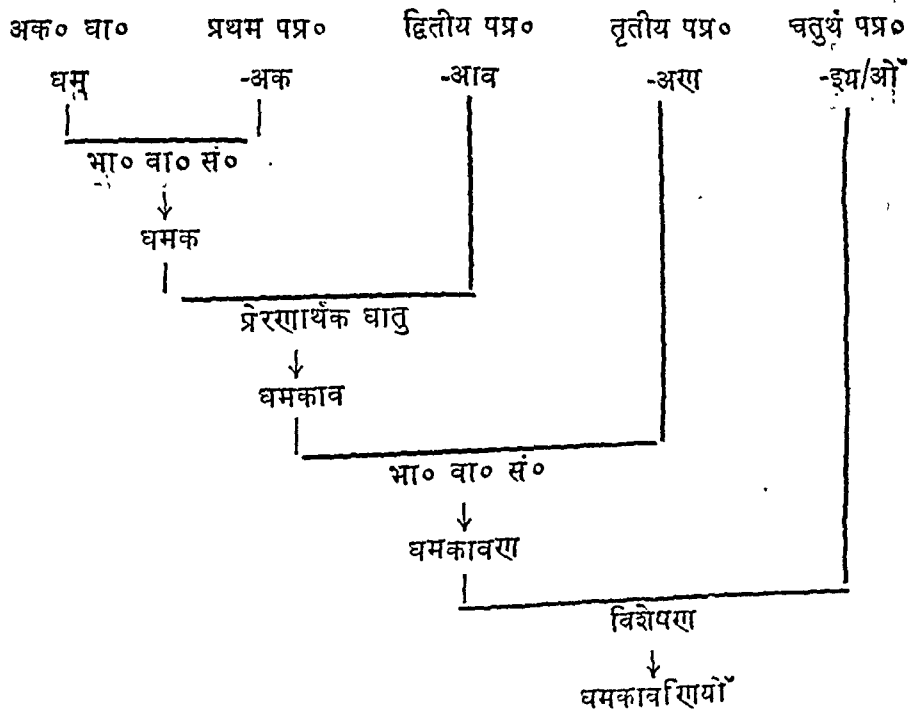 अक० धा० प्रथम पप्र० द्वितीय पप्र० तृतीय पप्र० चतुर्थ पप्र०
धम् -अक -आव -अण -इय/ओँ
भा० वा० सं०
↓
धमक
प्रेरणार्थक धातु
↓
धमकाव
भा० वा० सं०
↓
धमकावण
विशेषण
↓
धमकावणियोँ